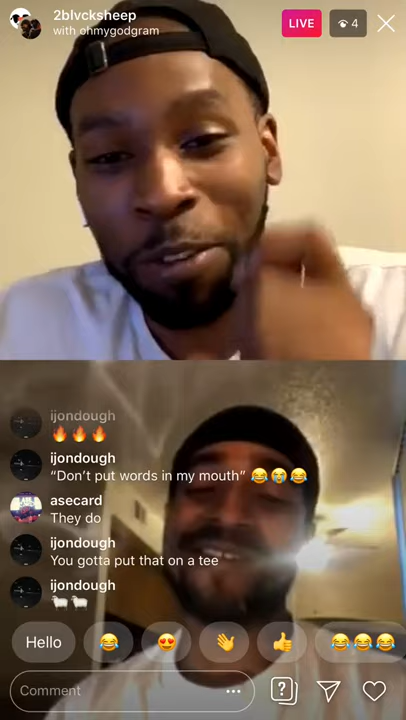 2blvcksheep
with ohmygodgram
LIVE
4
ijondough
🔥🔥🔥
ijondough
“Don’t put words in my mouth” 😂😭😂
asecard
They do
ijondough
You gotta put that on a tee
ijondough
🐑🐑
Hello 😂 😍 👋 👍 😂😂😂
Comment